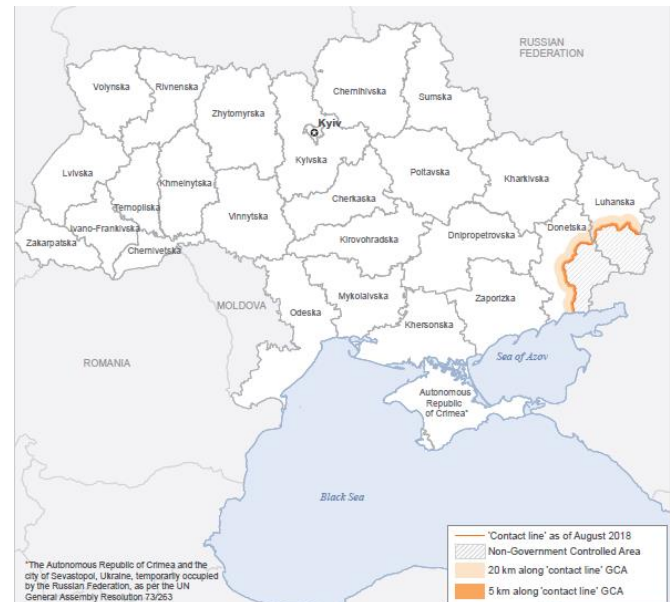 RUSSIAN
FEDERATION
Volynska
Rivnenska
Zhytomyrska
Chernihivska
Sumska
Kyiv
Kyivska
Lvivska
Ternopilska
Khmelnytska
Poltavska
Kharkivska
Luhanska
Cherkaska
Ivano-Frankivska
Vinnytska
Zakarpatska
Chernivetska
Kirovohradska
Dnipropetrovska
Donetska
MOLDOVA
Odeska
Mykolaivska
Zaporizka
Khersonska
ROMANIA
Sea of Azov
Autonomous
Republic
of Crimea*
Black Sea
'Contact line' as of August 2018
Non-Government Controlled Area
20 km along 'contact line' GCA
5 km along 'contact line' GCA
*The Autonomous Republic of Crimea and the
city of Sevastopol, Ukraine, temporarily occupied
by the Russian Federation, as per the UN
General Assembly Resolution 73/263